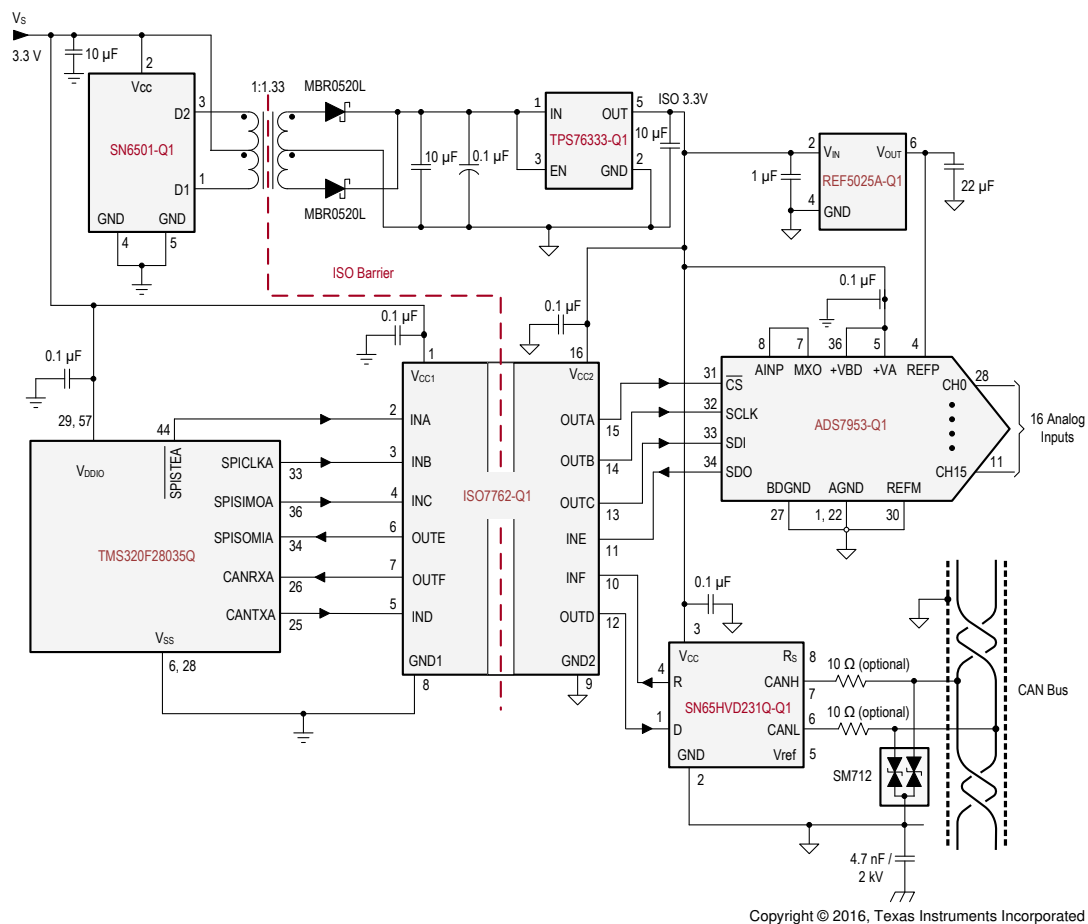 VS
3.3 V
10 µF
2
Vcc
D2
3
SN6501-Q1
D1
1
GND
GND
4
5
1:1.33
MBR0520L
MBR0520L
10 µF
0.1 µF
1
IN
OUT
5
TPS76333-Q1
3
EN
GND
2
ISO 3.3V
10 µF
1 µF
2
VIN
VOUT
6
REF5025A-Q1
4
GND
22 µF
ISO Barrier
0.1 µF
29, 57
0.1 µF
1
0.1 µF
16
0.1 µF
VCC1
VCC2
2
INA
OUTA
15
3
INB
OUTB
14
4
INC
OUTC
13
6
OUTE
INE
11
7
OUTF
INF
10
5
IND
OUTD
12
ISO7762-Q1
GND1
GND2
8
9
44
VDDIO
SPISTEA
SPICLKA
33
SPISIMOA
36
SPISOMIA
34
TMS320F28035Q
CANRXA
26
CANTXA
25
VSS
6, 28
8
7
36
5
4
AINP
MXO
+VBD
+VA
REFP
31
CS
32
SCLK
33
SDI
34
SDO
ADS7953-Q1
CH0
28
CH15
11
16 Analog
Inputs
BDGND
AGND
REFM
27
1, 22
30
0.1 µF
3
VCC
RS
8
4
R
CANH
7
SN65HVD231Q-Q1
1
D
CANL
6
GND
Vref
5
2
10 Ω (optional)
10 Ω (optional)
CAN Bus
SM712
4.7 nF /
2 kV
Copyright © 2016, Texas Instruments Incorporated